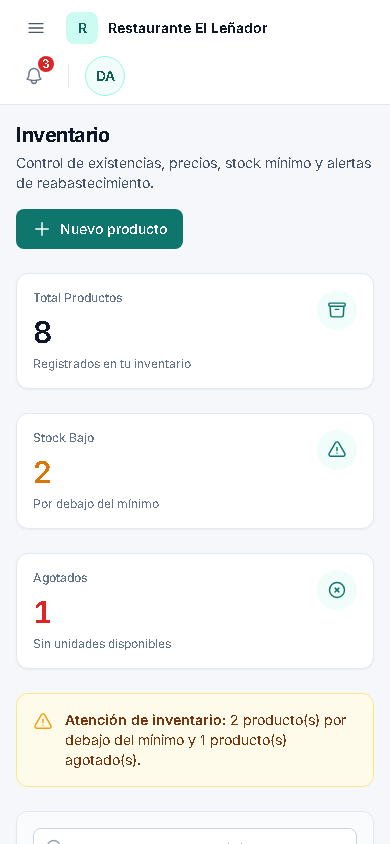 R Restaurante El Leñador
3
DA
Inventario
Control de existencias, precios, stock mínimo y alertas
de reabastecimiento.
Nuevo producto
Total Productos
8
Registrados en tu inventario
Stock Bajo
2
Por debajo del mínimo
Agotados
1
Sin unidades disponibles
Atención de inventario: 2 producto(s) por
debajo del mínimo y 1 producto(s)
agotado(s).